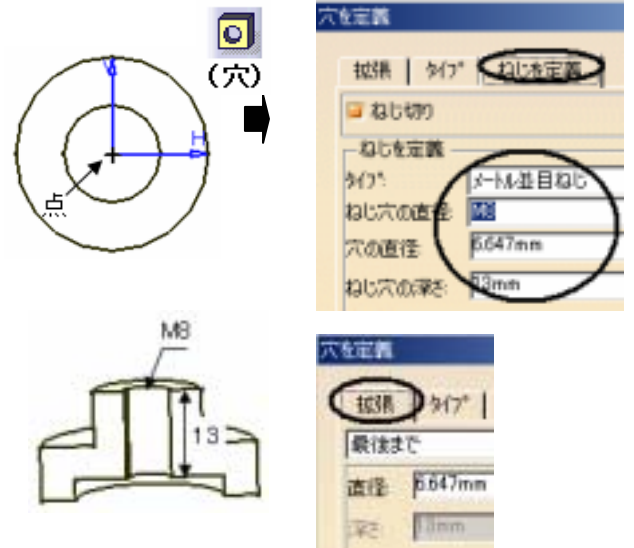 (穴)
V
H
点
穴を定義
拡張
タイプ
ねじを定義
ねじ切り
ねじを定義
タイプ:
メートル並目ねじ
ねじ穴の直径:
M8
穴の直径:
6.647mm
ねじ穴の深さ:
13mm
M8
13
穴を定義
拡張
タイプ
最後まで
直径:
6.647mm
深さ:
13mm